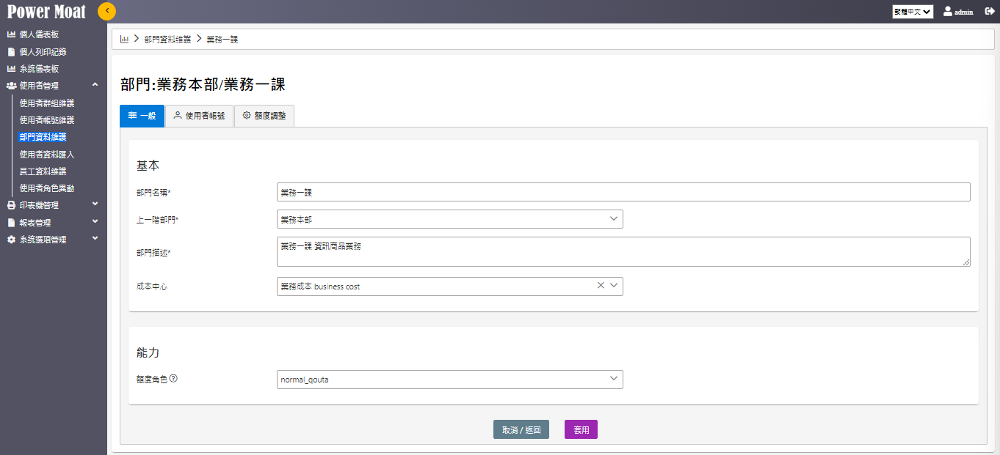 Power Moat
繁體中文
admin
個人儀表板
個人列印紀錄
系統儀表板
使用者管理
使用者群組維護
使用者帳號維護
部門資料維護
使用者資料匯入
員工資料維護
使用者角色異動
印表機管理
報表管理
系統選項管理
部門資料維護 業務一課
部門:業務本部/業務一課
一般 使用者帳號 額度調整
基本
部門名稱* 業務一課
上一階部門* 業務本部
部門描述* 業務一課 資訊商品業務
成本中心 業務成本 business cost
能力
額度角色 normal_qouta
取消 / 返回 套用